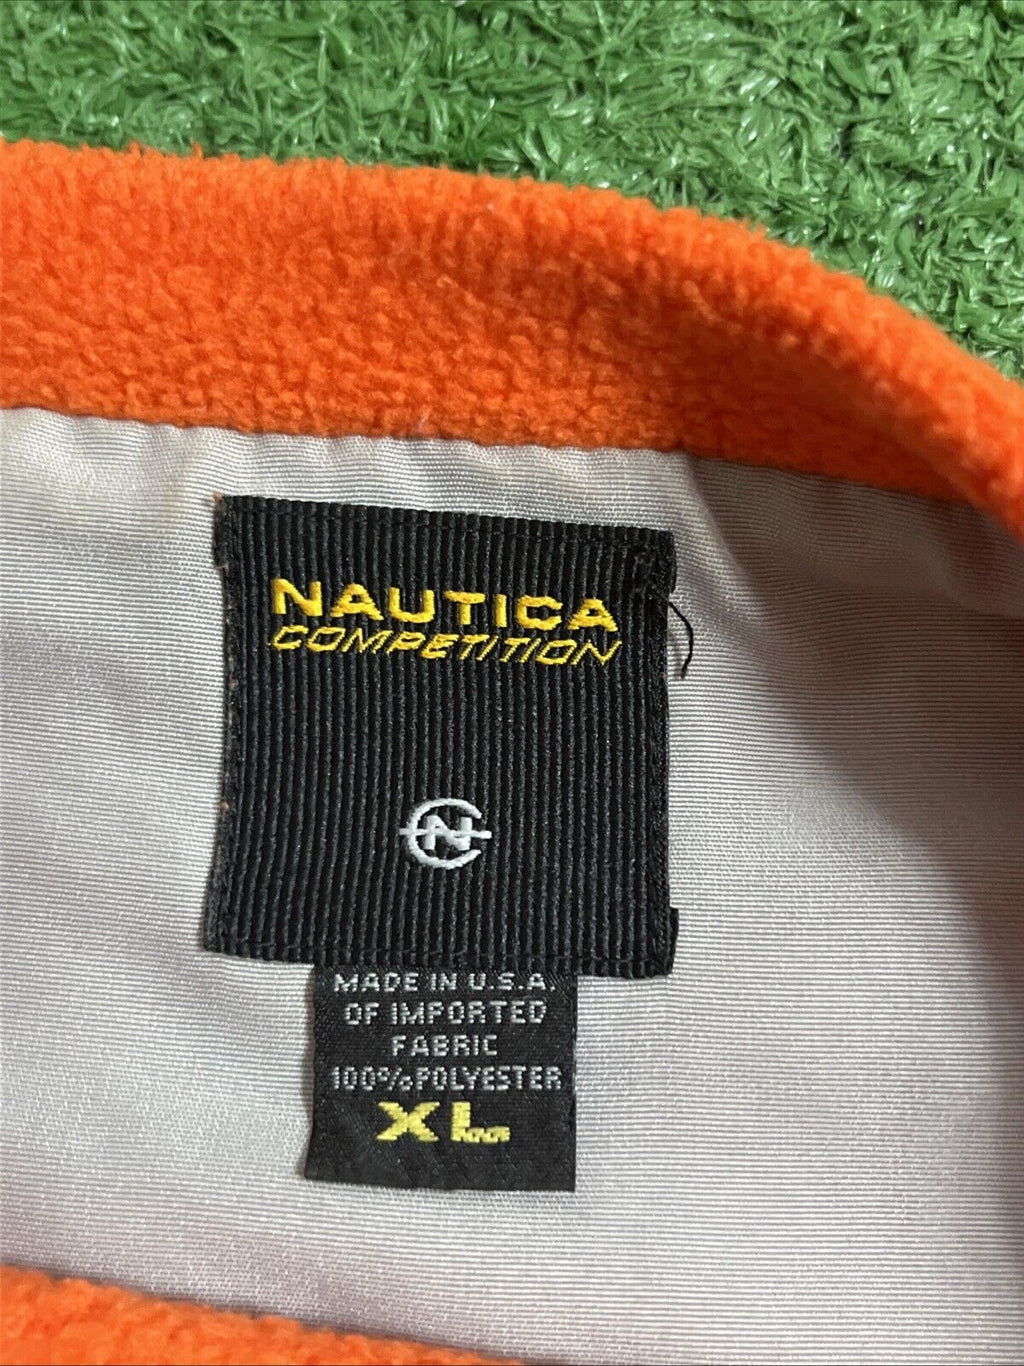 NAUTICA
COMPETITION
N
MADE IN U.S.A.
OF IMPORTED
FABRIC
100% POLYESTER
XL